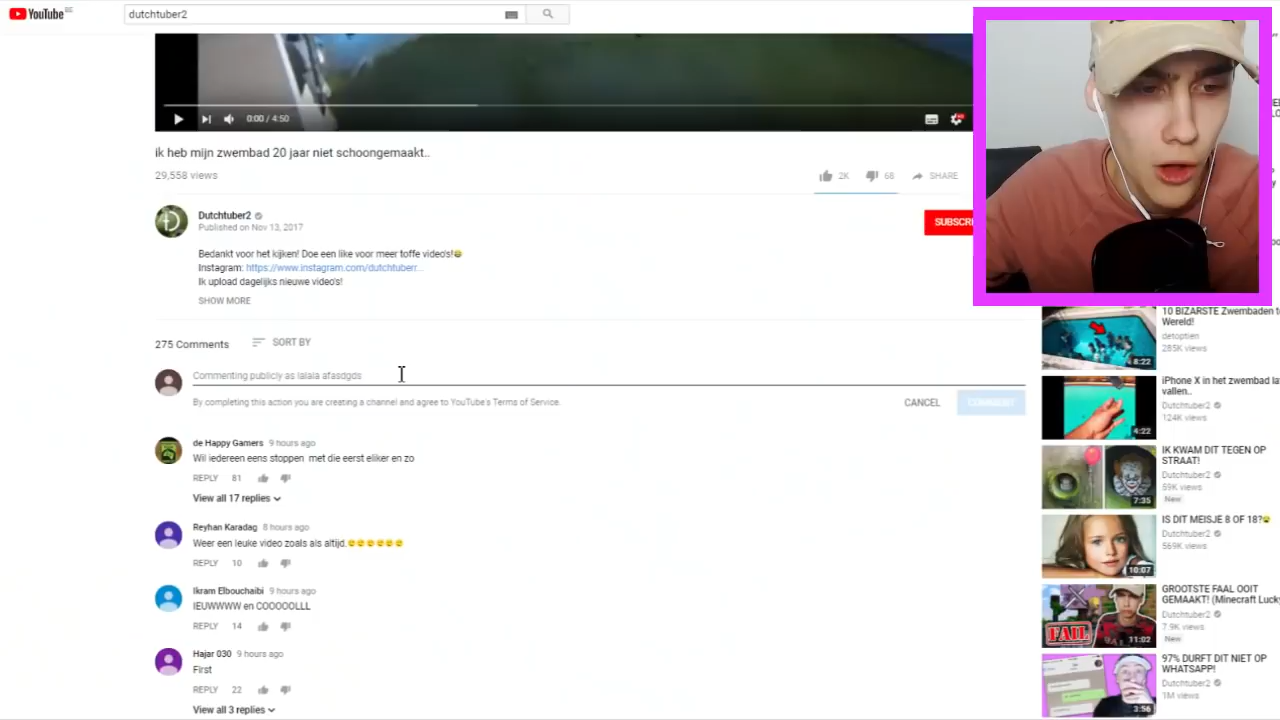 YouTube BE
dutchtuber2
0:00 / 4:50
ik heb mijn zwembad 20 jaar niet schoongemaakt..
29,558 views
2K
68
SHARE
Dutchtuber2
Published on Nov 13, 2017
SUBSCRI
Bedankt voor het kijken! Doe een like voor meer toffe video's!
Instagram: https://www.instagram.com/dutchtuberr...
Ik upload dagelijks nieuwe video's!
SHOW MORE
275 Comments
SORT BY
Commenting publicly as lalala afasdgds
By completing this action you are creating a channel and agree to YouTube's Terms of Service.
CANCEL
COMMENT
de Happy Gamers 9 hours ago
Wil iedereen eens stoppen met die eerst eliker en zo
REPLY 81
View all 17 replies
Reyhan Karadag 8 hours ago
Weer een leuke video zoals als altijd.
REPLY 10
Ikram Elbouchaibi 9 hours ago
IEUWWWW en COOOOOLLL
REPLY 14
Hajar 030 9 hours ago
First
REPLY 22
View all 3 replies
10 BIZARSTE Zwembaden te
Wereld!
detoptien
285K views
8:22
iPhone X in het zwembad la
vallen..
Dutchtuber2
124K views
4:22
IK KWAM DIT TEGEN OP
STRAAT!
Dutchtuber2
59K views
New
7:35
IS DIT MEISJE 8 OF 18?
Dutchtuber2
569K views
10:07
GROOTSTE FAAL OOIT
GEMAAKT! (Minecraft Lucky
Dutchtuber2
7.9K views
New
FAIL
11:02
97% DURFT DIT NIET OP
WHATSAPP!
Dutchtuber2
1M views
3:56